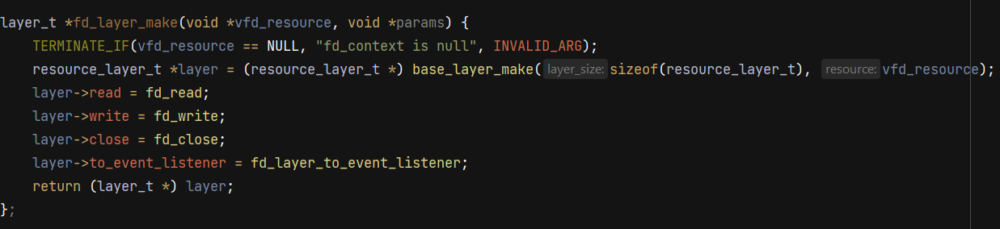 layer_t *fd_layer_make(void *vfd_resource, void *params) {
    TERMINATE_IF(vfd_resource == NULL, "fd_context is null", INVALID_ARG);
    resource_layer_t *layer = (resource_layer_t *) base_layer_make( layer_size: sizeof(resource_layer_t), resource: vfd_resource);
    layer->read = fd_read;
    layer->write = fd_write;
    layer->close = fd_close;
    layer->to_event_listener = fd_layer_to_event_listener;
    return (layer_t *) layer;
};